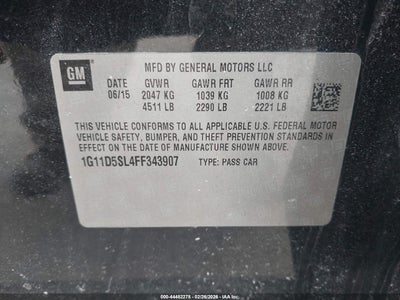 GM
MFD BY GENERAL MOTORS LLC
DATE GVWR GAWR FRT GAWR RR
06/15 2047 KG 1039 KG 1008 KG
4511 LB 2290 LB 2221 LB
THIS VEHICLE CONFORMS TO ALL APPLICABLE U.S. FEDERAL MOTOR
VEHICLE SAFETY, BUMPER, AND THEFT PREVENTION STANDARDS IN
EFFECT ON THE DATE OF MANUFACTURE SHOWN ABOVE.
1G11D5SL4FF343907 TYPE: PASS CAR
000-44482278 - 02/26/2026 - IAA Inc.